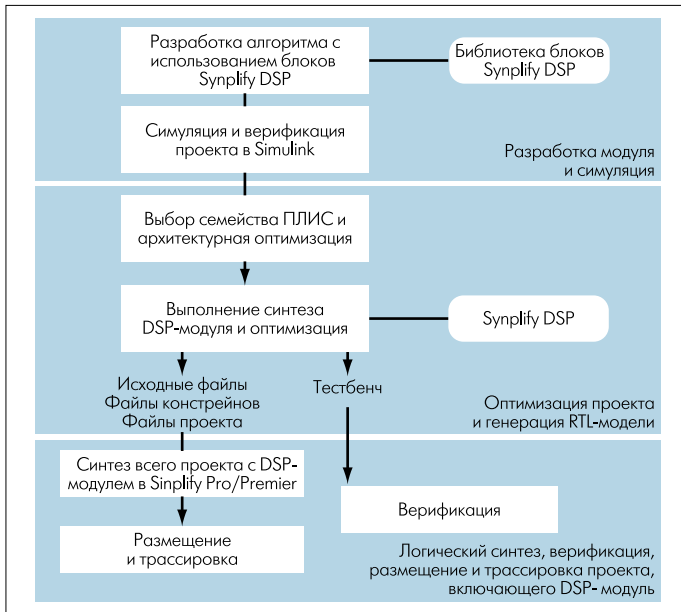 Разработка алгоритма с
использованием блоков
Synplify DSP
Библиотека блоков
Synplify DSP
Симуляция и верификация
проекта в Simulink
Разработка модуля
и симуляция
Выбор семейства ПЛИС и
архитектурная оптимизация
Выполнение синтеза
DSP-модуля и оптимизация
Synplify DSP
Исходные файлы
Файлы констрейнов
Файлы проекта
Тестбенч
Оптимизация проекта
и генерация RTL-модели
Синтез всего проекта с DSP-
модулем в Sinplify Pro/Premier
Верификация
Размещение
и трассировка
Логический синтез, верификация,
размещение и трассировка проекта,
включающего DSP- модуль